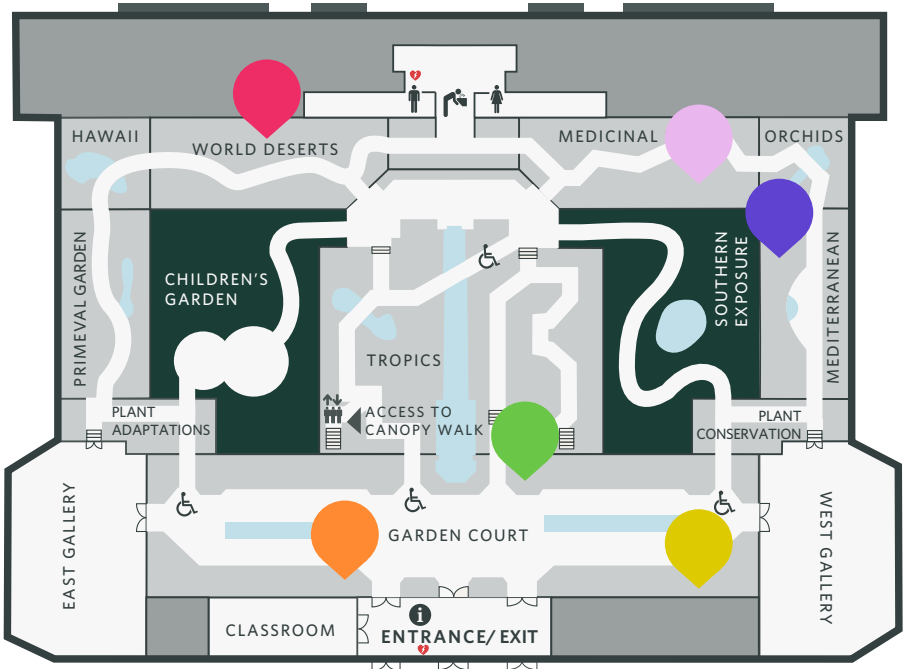 HAWAII
WORLD DESERTS
MEDICINAL
ORCHIDS
PRIMEVAL GARDEN
CHILDREN'S
GARDEN
SOUTHERN
EXPOSURE
MEDITERRANEAN
TROPICS
PLANT
ADAPTATIONS
ACCESS TO
CANOPY WALK
PLANT
CONSERVATION
EAST GALLERY
GARDEN COURT
WEST GALLERY
CLASSROOM
i
ENTRANCE/ EXIT